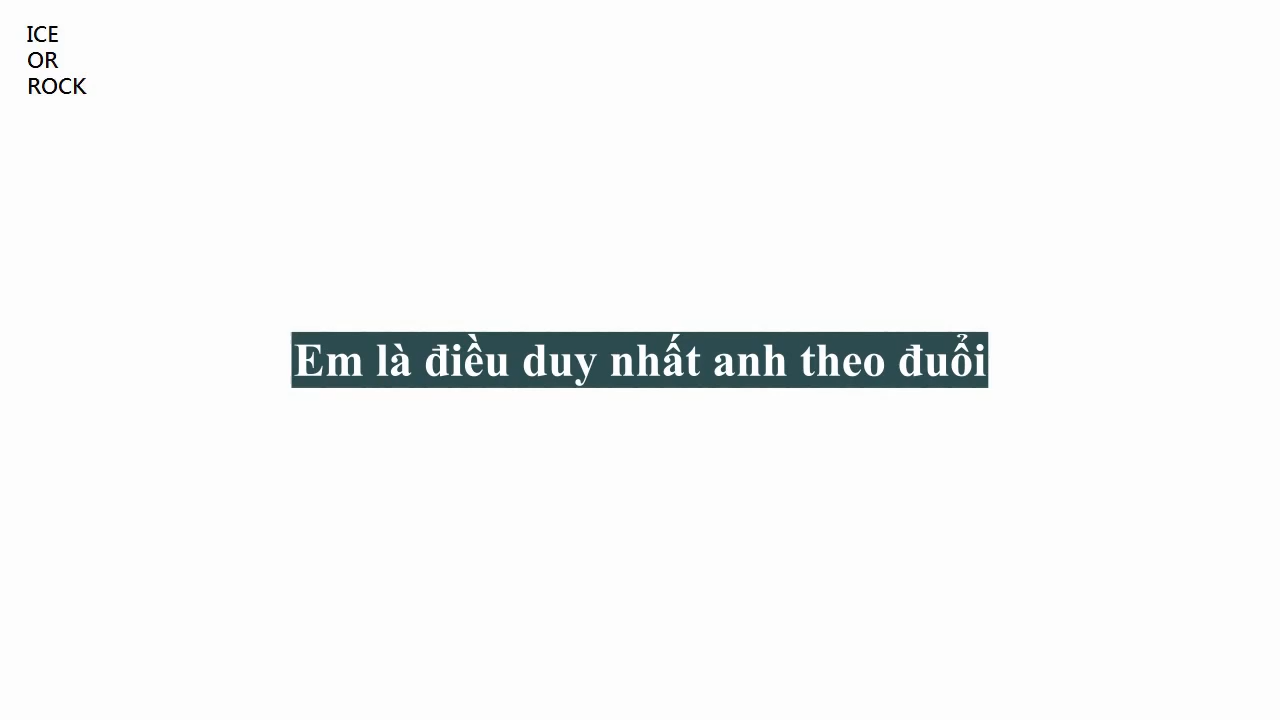 ICE
OR
ROCK
Em là điều duy nhất anh theo đuổi